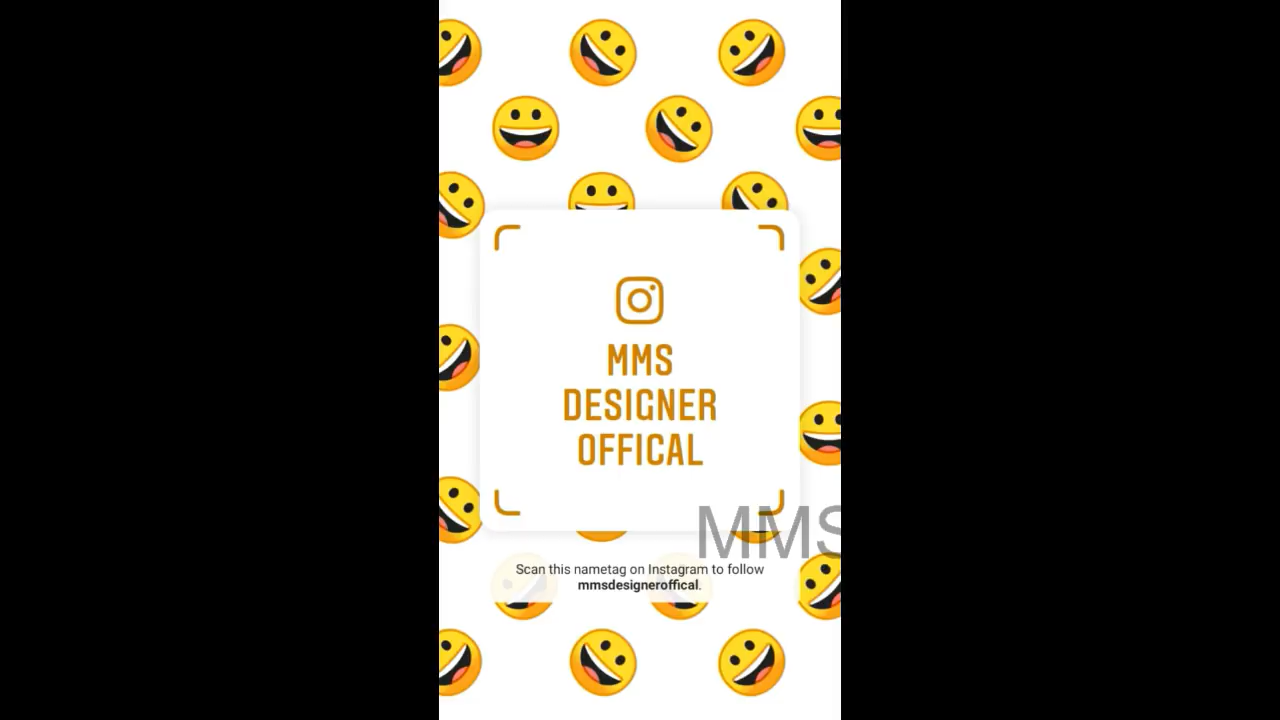 MMS
DESIGNER
OFFICAL
MMS
Scan this nametag on Instagram to follow
mmsdesigneroffical.